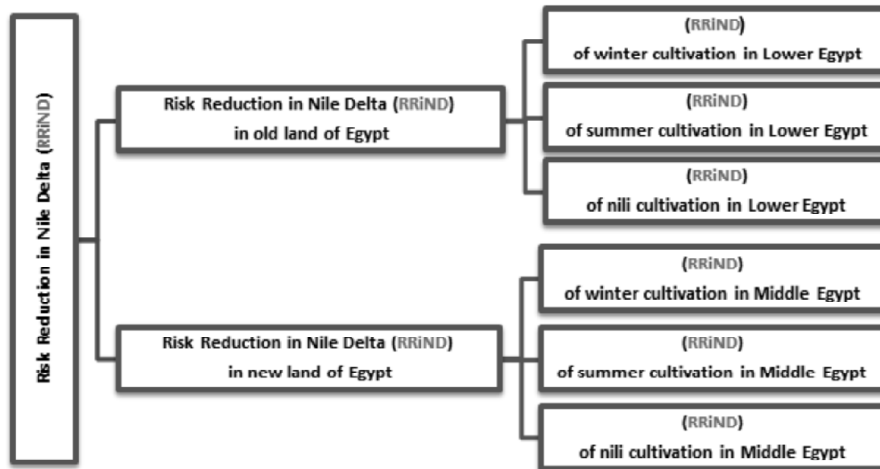 Risk Reduction in Nile Delta (RRiND)
Risk Reduction in Nile Delta (RRiND)
in old land of Egypt
(RRiND)
of winter cultivation in Lower Egypt
(RRiND)
of summer cultivation in Lower Egypt
(RRiND)
of nili cultivation in Lower Egypt
Risk Reduction in Nile Delta (RRiND)
in new land of Egypt
(RRiND)
of winter cultivation in Middle Egypt
(RRiND)
of summer cultivation in Middle Egypt
(RRiND)
of nili cultivation in Middle Egypt